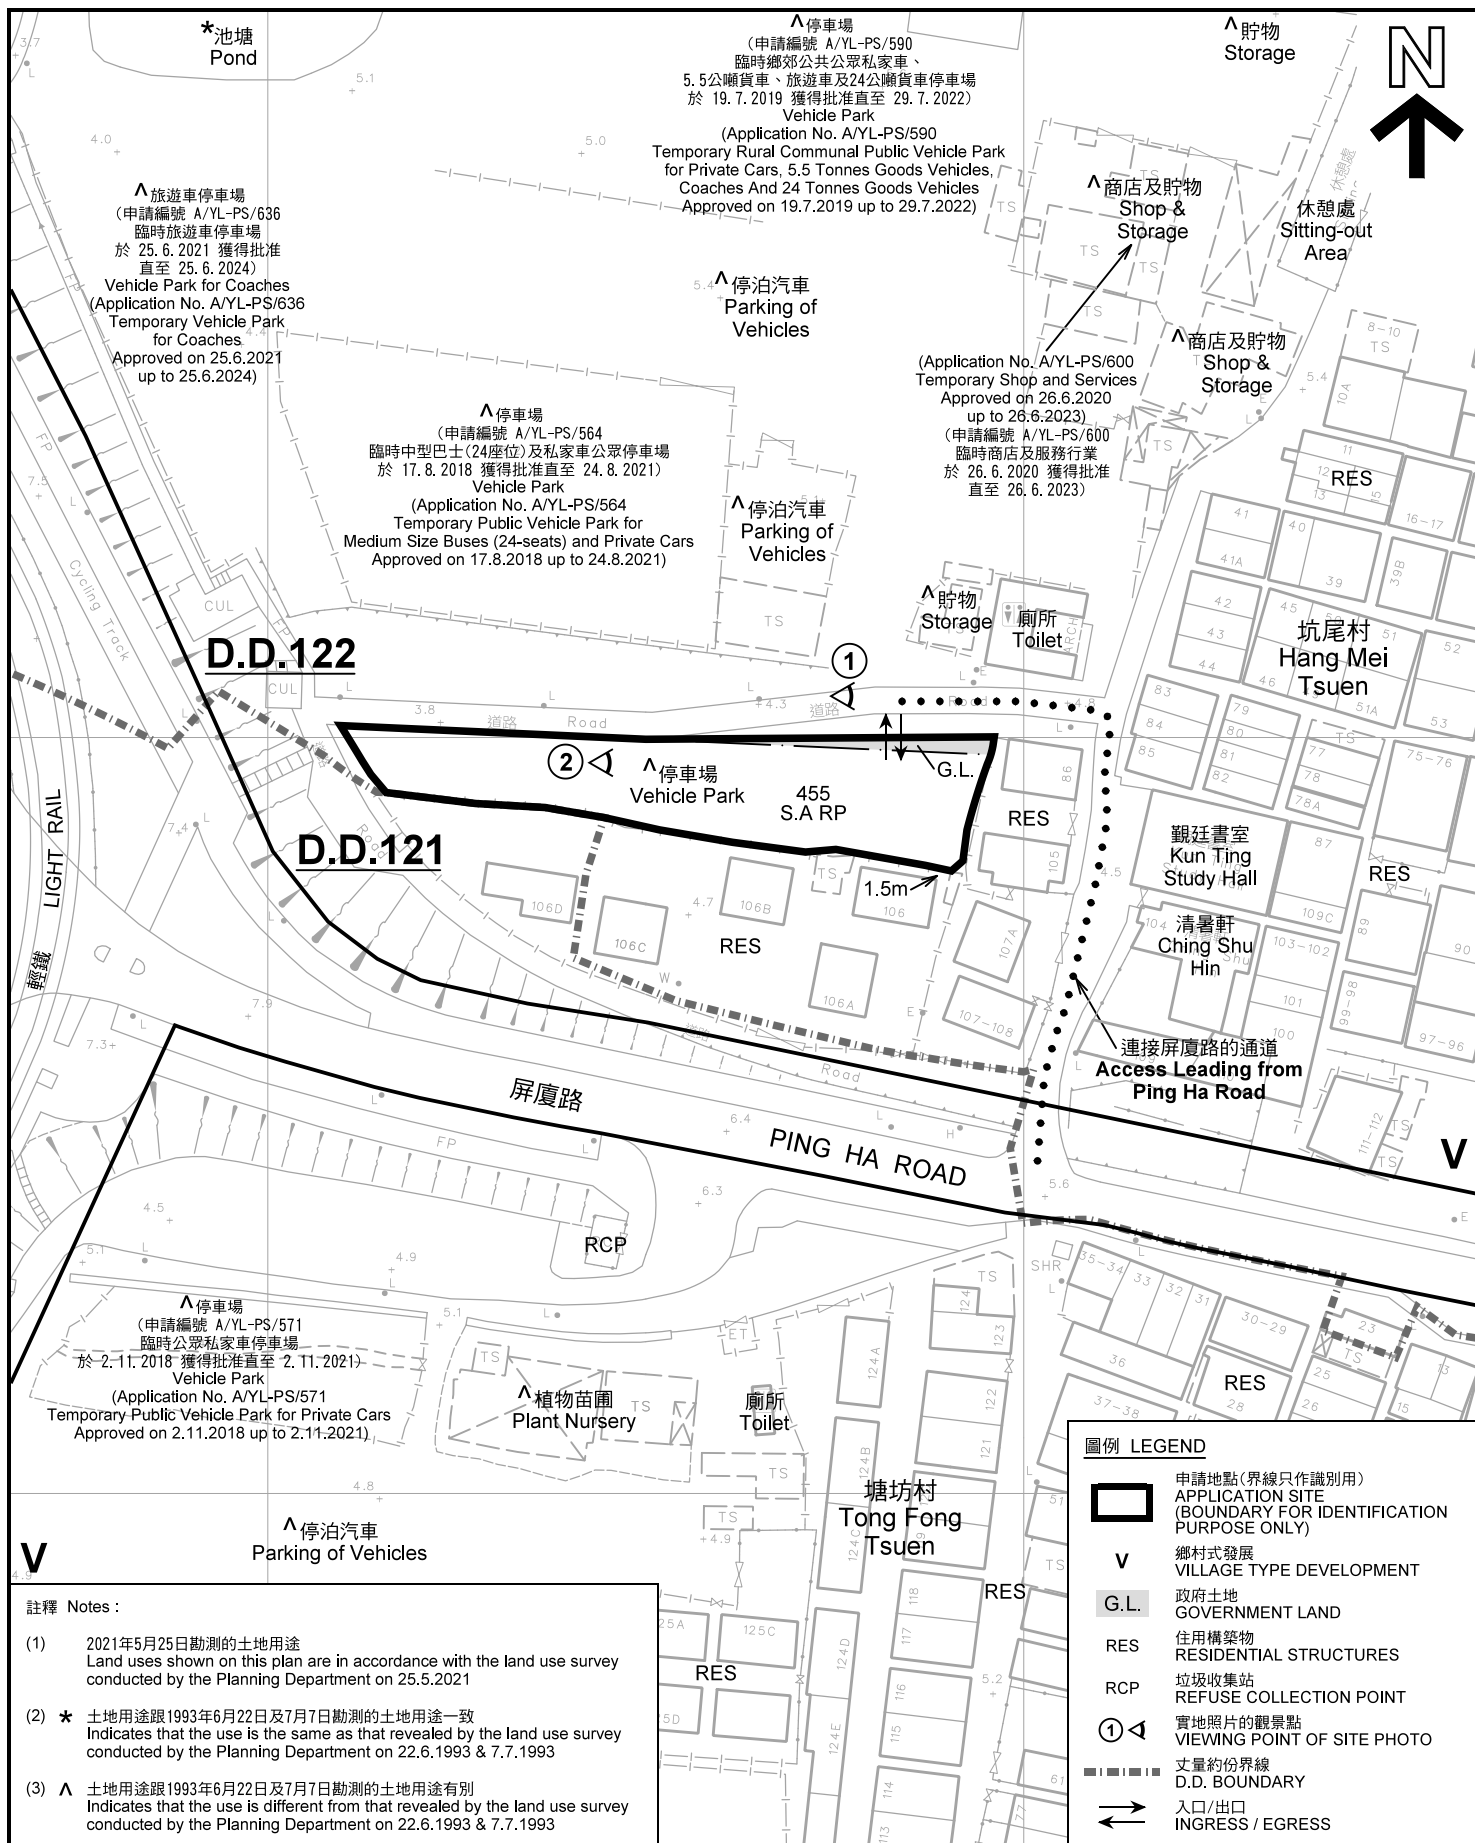 *池塘
Pond
^停車場
(申請編號 A/YL-PS/590
臨時鄉郊公共公眾私家車、
5.5公噸貨車、旅遊車及24公噸貨車停車場
於 19.7.2019 獲得批准直至 29.7.2022)
Vehicle Park
(Application No. A/YL-PS/590
Temporary Rural Communal Public Vehicle Park
for Private Cars, 5.5 Tonnes Goods Vehicles,
Coaches And 24 Tonnes Goods Vehicles
Approved on 19.7.2019 up to 29.7.2022)
^貯物
Storage
N
^旅遊車停車場
(申請編號 A/YL-PS/636
臨時旅遊車停車場
於 25.6.2021 獲得批准
直至 25.6.2024)
Vehicle Park for Coaches
(Application No. A/YL-PS/636
Temporary Vehicle Park
for Coaches
Approved on 25.6.2021
up to 25.6.2024)
^商店及貯物
Shop &
Storage
休憩處
Sitting-out
Area
^停泊汽車
Parking of
Vehicles
^商店及貯物
Shop &
Storage
(Application No. A/YL-PS/600
Temporary Shop and Services
Approved on 26.6.2020
up to 26.6.2023)
(申請編號 A/YL-PS/600
臨時商店及服務行業
於 26.6.2020 獲得批准
直至 26.6.2023)
^停車場
(申請編號 A/YL-PS/564
臨時中型巴士(24座位)及私家車公眾停車場
於 17.8.2018 獲得批准直至 24.8.2021)
Vehicle Park
(Application No. A/YL-PS/564
Temporary Public Vehicle Park for
Medium Size Buses (24-seats) and Private Cars
Approved on 17.8.2018 up to 24.8.2021)
^停泊汽車
Parking of
Vehicles
RES
^貯物
Storage
廁所
Toilet
坑尾村
Hang Mei
Tsuen
D.D.122
CUL
CUL
Cycling Track
FP
1
道路 Road
道路 Road
2
^停車場
Vehicle Park
455
S.A RP
G.L.
1.5m
RES
D.D.121
LIGHT RAIL
輕鐵
覲廷書室
Kun Ting
Study Hall
RES
清暑軒
Ching Shu
Hin
106D
106C
106B
106
106A
107A
107-108
105
86
RES
連接屏廈路的通道
Access Leading from
Ping Ha Road
屏廈路
PING HA ROAD
V
RCP
^停車場
(申請編號 A/YL-PS/571
臨時公眾私家車停車場
於 2.11.2018 獲得批准直至 2.11.2021)
Vehicle Park
(Application No. A/YL-PS/571
Temporary Public Vehicle Park for Private Cars
Approved on 2.11.2018 up to 2.11.2021)
^植物苗圃
Plant Nursery
廁所
Toilet
RES
塘坊村
Tong Fong
Tsuen
^停泊汽車
Parking of Vehicles
V
RES
RES
註釋 Notes :
(1) 2021年5月25日勘測的土地用途
Land uses shown on this plan are in accordance with the land use survey
conducted by the Planning Department on 25.5.2021
(2) * 土地用途跟1993年6月22日及7月7日勘測的土地用途一致
Indicates that the use is the same as that revealed by the land use survey
conducted by the Planning Department on 22.6.1993 & 7.7.1993
(3) ^ 土地用途跟1993年6月22日及7月7日勘測的土地用途有別
Indicates that the use is different from that revealed by the land use survey
conducted by the Planning Department on 22.6.1993 & 7.7.1993
圖例 LEGEND
申請地點(界線只作識別用)
APPLICATION SITE
(BOUNDARY FOR IDENTIFICATION
PURPOSE ONLY)
V 鄉村式發展
VILLAGE TYPE DEVELOPMENT
G.L. 政府土地
GOVERNMENT LAND
RES 住用構築物
RESIDENTIAL STRUCTURES
RCP 垃圾收集站
REFUSE COLLECTION POINT
1 實地照片的觀景點
VIEWING POINT OF SITE PHOTO
丈量約份界線
D.D. BOUNDARY
入口/出口
INGRESS / EGRESS